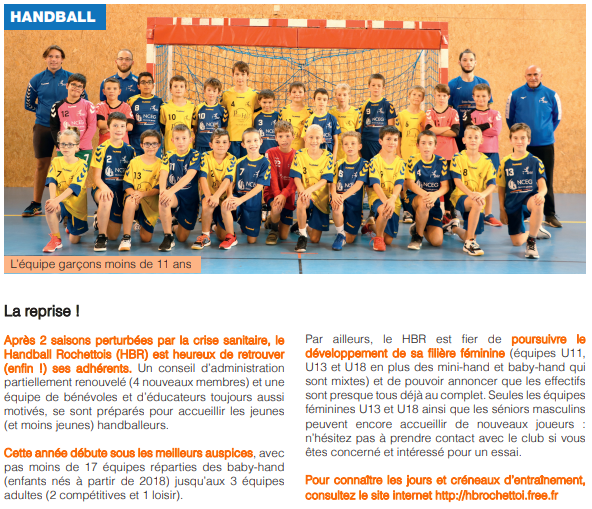 HANDBALL
L'équipe garçons moins de 11 ans
La reprise !
Après 2 saisons perturbées par la crise sanitaire, le
Handball Rochettois (HBR) est heureux de retrouver
(enfin !) ses adhérents. Un conseil d'administration
partiellement renouvelé (4 nouveaux membres) et une
équipe de bénévoles et d'éducateurs toujours aussi
motivés, se sont préparés pour accueillir les jeunes
(et moins jeunes) handballeurs.
Cette année débute sous les meilleurs auspices, avec
pas moins de 17 équipes réparties des baby-hand
(enfants nés à partir de 2018) jusqu'aux 3 équipes
adultes (2 compétitives et 1 loisir).
Par ailleurs, le HBR est fier de poursuivre le
développement de sa filière féminine (équipes U11,
U13 et U18 en plus des mini-hand et baby-hand qui
sont mixtes) et de pouvoir annoncer que les effectifs
sont presque tous déjà au complet. Seules les équipes
féminines U13 et U18 ainsi que les séniors masculins
peuvent encore accueillir de nouveaux joueurs :
n'hésitez pas à prendre contact avec le club si vous
êtes concerné et intéressé pour un essai.
Pour connaître les jours et créneaux d'entraînement,
consultez le site internet http://hbrochettoi.free.fr